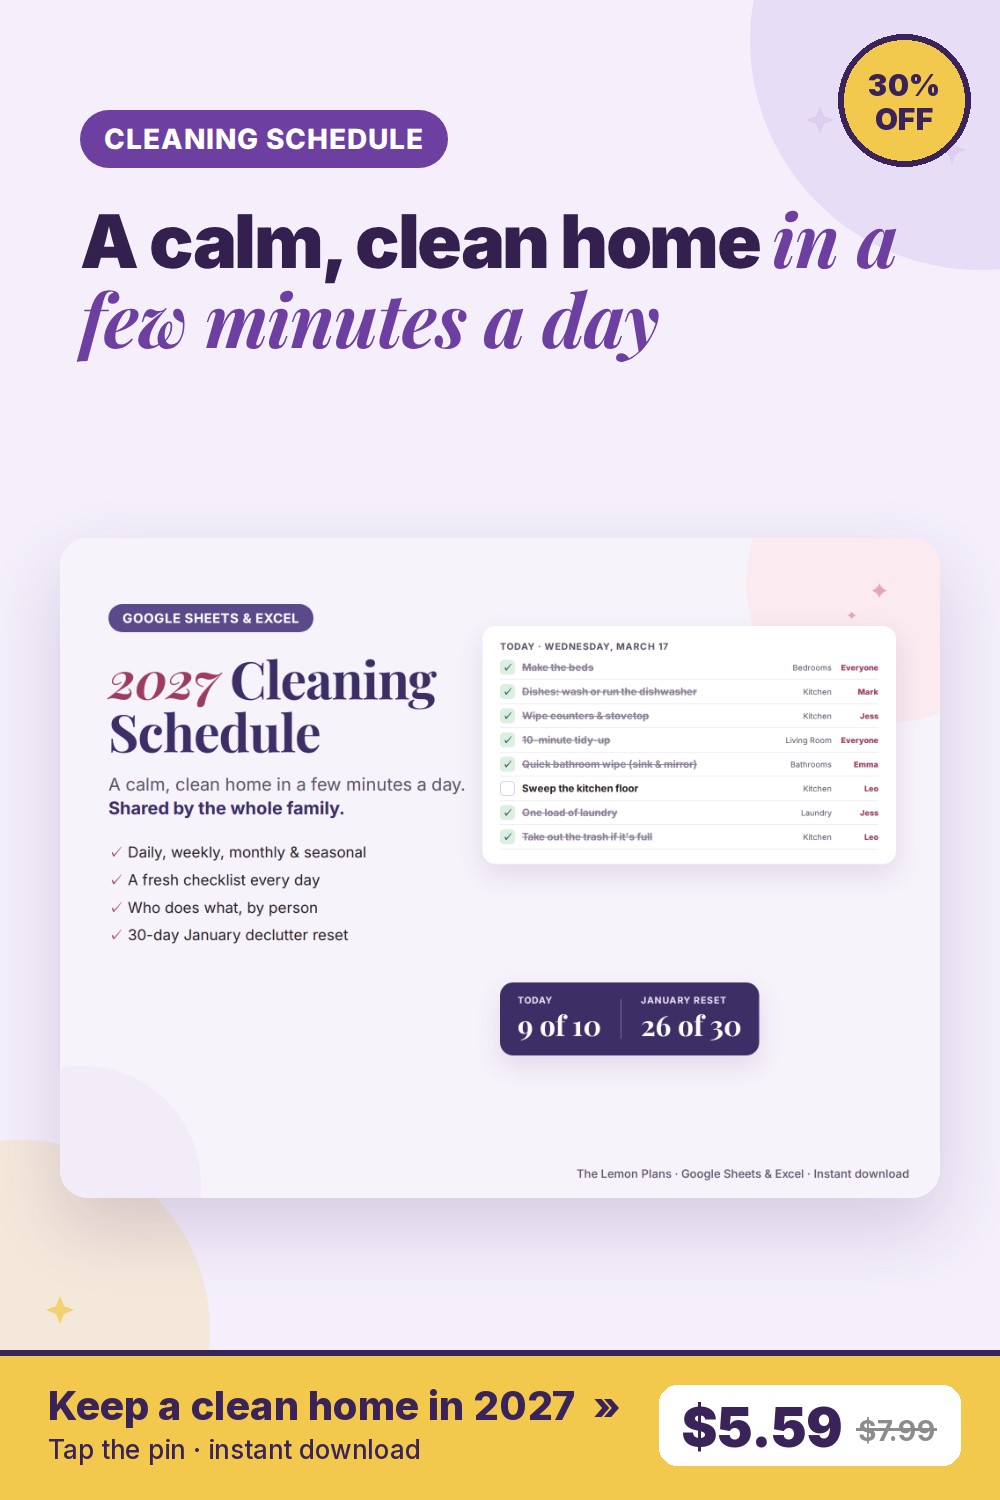 30%
OFF
CLEANING SCHEDULE
A calm, clean home in a
few minutes a day
GOOGLE SHEETS & EXCEL
2027 Cleaning
Schedule
A calm, clean home in a few minutes a day.
Shared by the whole family.
✓ Daily, weekly, monthly & seasonal
✓ A fresh checklist every day
✓ Who does what, by person
✓ 30-day January declutter reset
TODAY · WEDNESDAY, MARCH 17
✓ Make the beds Bedrooms Everyone
✓ Dishes: wash or run the dishwasher Kitchen Mark
✓ Wipe counters & stovetop Kitchen Jess
✓ 10-minute tidy-up Living Room Everyone
✓ Quick bathroom wipe (sink & mirror) Bathrooms Emma
Sweep the kitchen floor Kitchen Leo
✓ One load of laundry Laundry Jess
✓ Take out the trash if it's full Kitchen Leo
TODAY
9 of 10
JANUARY RESET
26 of 30
The Lemon Plans · Google Sheets & Excel · Instant download
Keep a clean home in 2027 »
Tap the pin · instant download
$5.59 $7.99